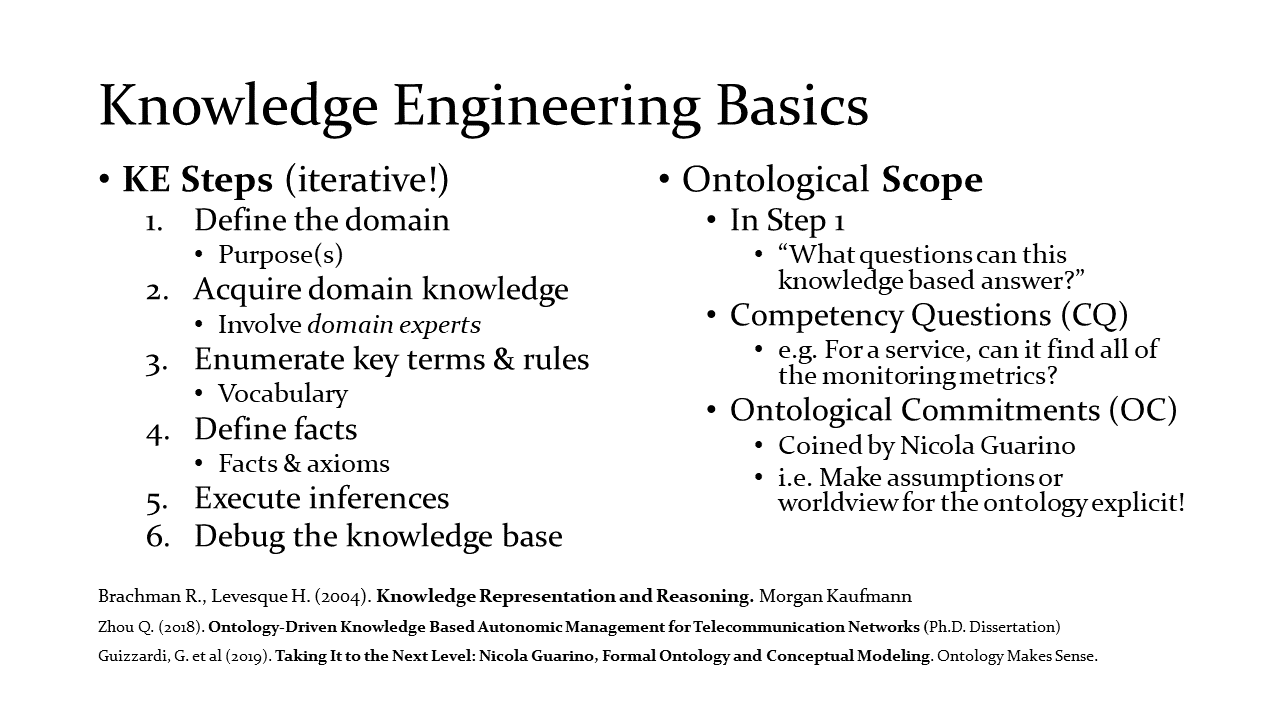 Knowledge Engineering Basics
• KE Steps (iterative!)
1. Define the domain
• Purpose(s)
2. Acquire domain knowledge
• Involve domain experts
3. Enumerate key terms & rules
• Vocabulary
4. Define facts
• Facts & axioms
5. Execute inferences
6. Debug the knowledge base
• Ontological Scope
• In Step 1
• “What questions can this
knowledge based answer?”
• Competency Questions (CQ)
• e.g. For a service, can it find all of
the monitoring metrics?
• Ontological Commitments (OC)
• Coined by Nicola Guarino
• i.e. Make assumptions or
worldview for the ontology explicit!
Brachman R., Levesque H. (2004). Knowledge Representation and Reasoning. Morgan Kaufmann
Zhou Q. (2018). Ontology-Driven Knowledge Based Autonomic Management for Telecommunication Networks (Ph.D. Dissertation)
Guizzardi, G. et al (2019). Taking It to the Next Level: Nicola Guarino, Formal Ontology and Conceptual Modeling. Ontology Makes Sense.